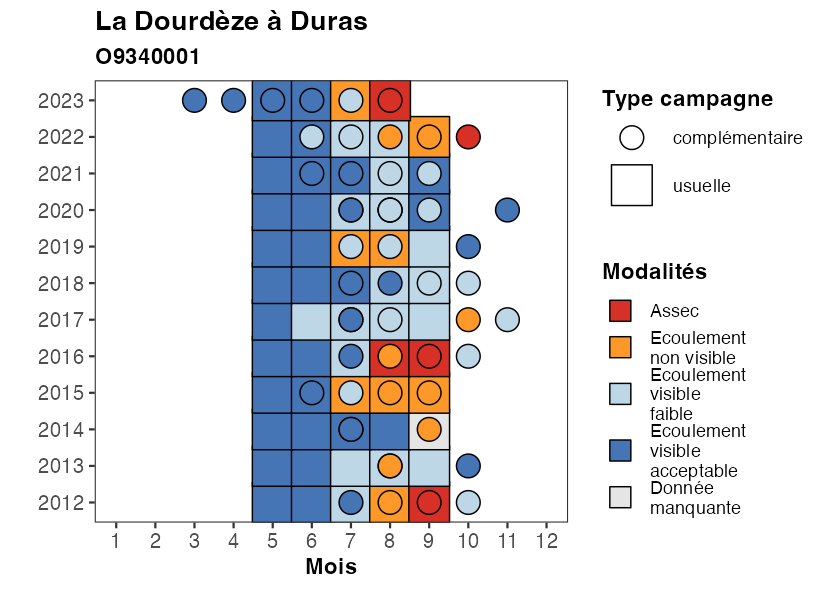 La Dourdèze à Duras
O9340001
2023
2022
2021
2020
2019
2018
2017
2016
2015
2014
2013
2012
1 2 3 4 5 6 7 8 9 10 11 12
Mois
Type campagne
complémentaire
usuelle
Modalités
Assec
Ecoulement
non visible
Ecoulement
visible
faible
Ecoulement
visible
acceptable
Donnée
manquante